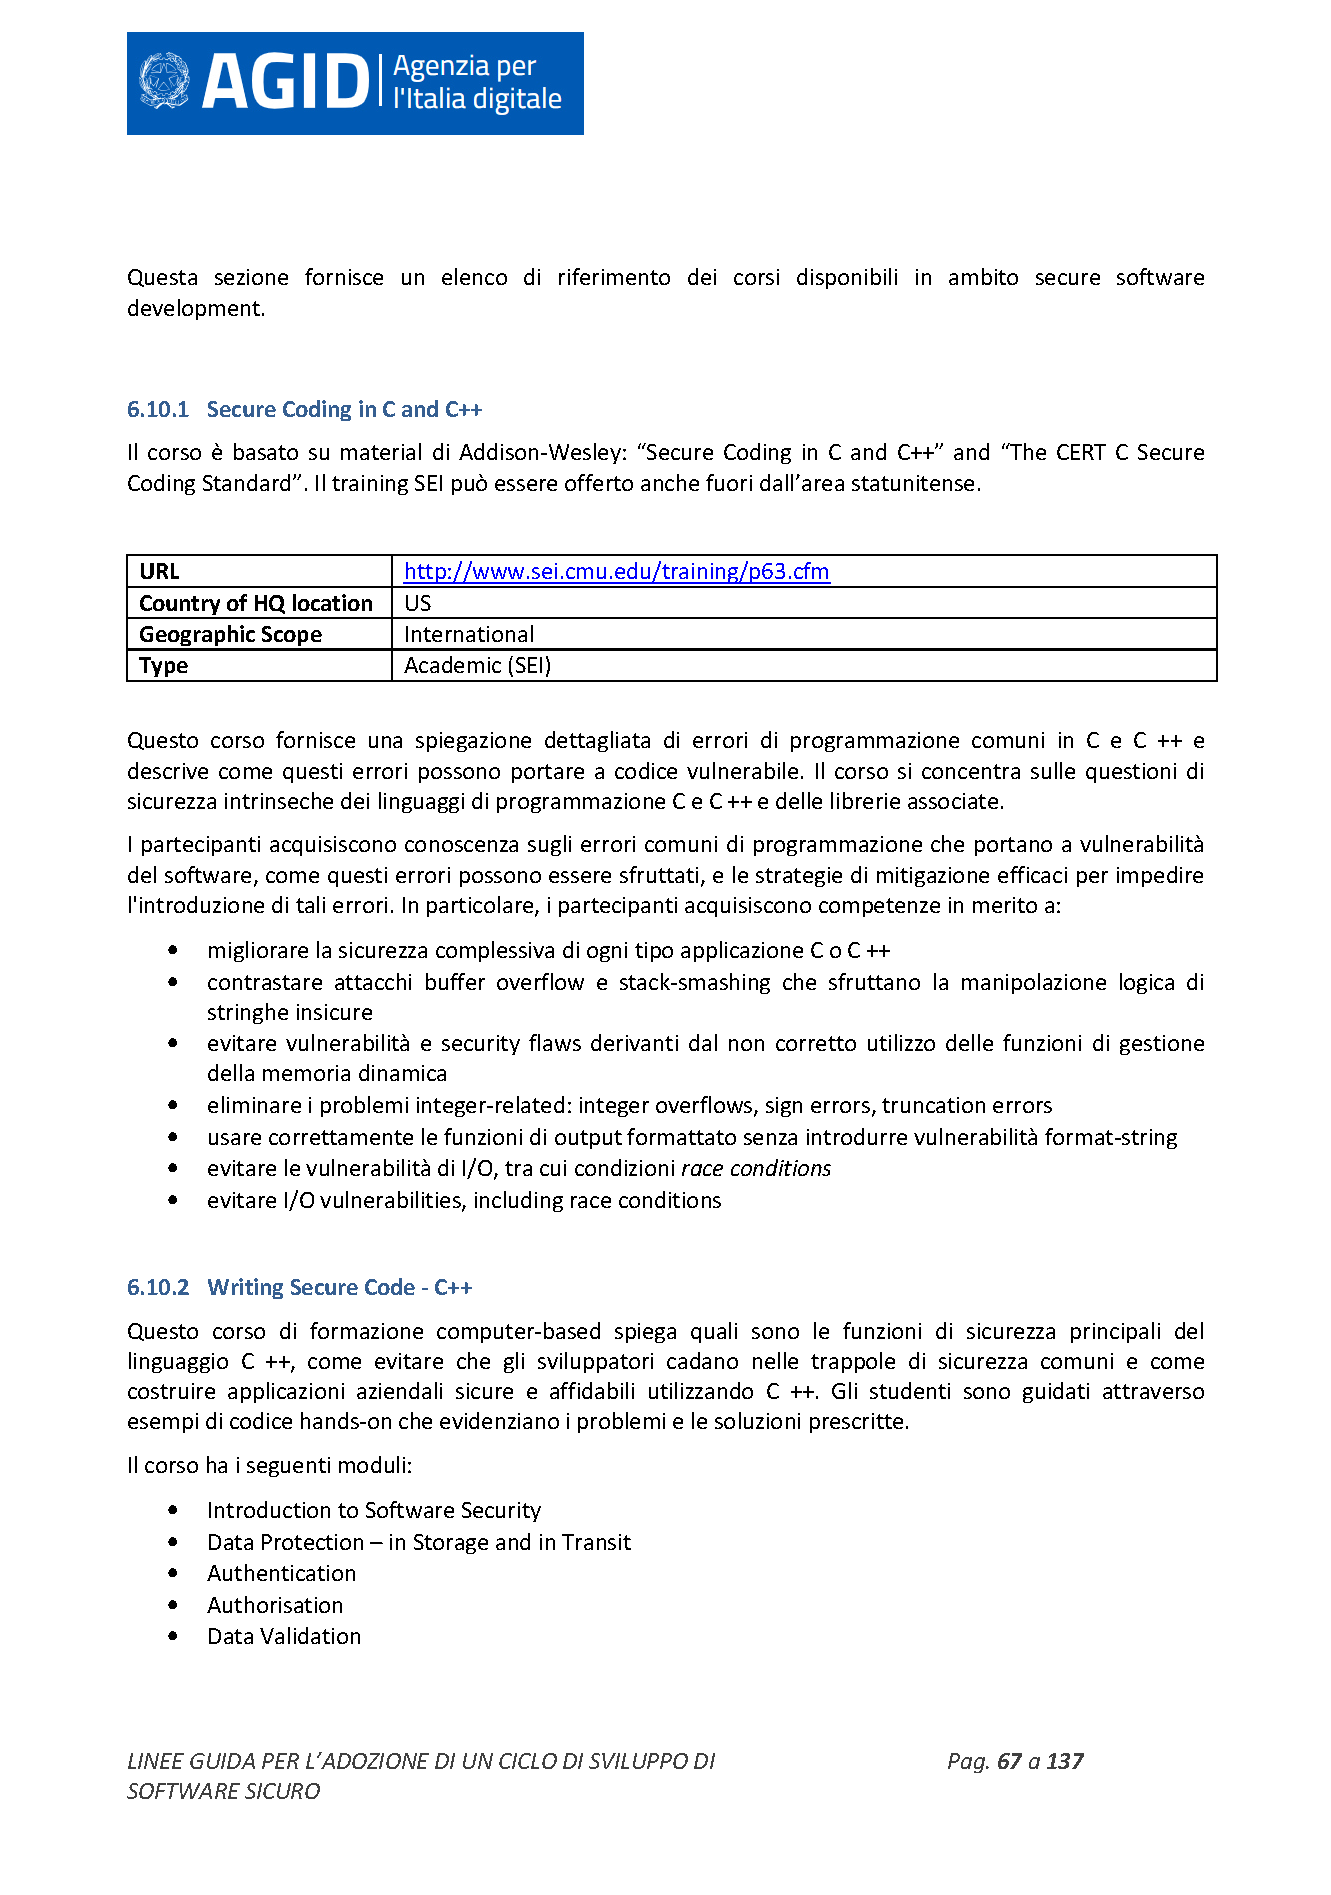 AGID Agenzia per
l'Italia digitale
Questa sezione fornisce un elenco di riferimento dei corsi disponibili in ambito secure software
development.
6.10.1 Secure Coding in C and C++
Il corso è basato su material di Addison-Wesley: “Secure Coding in C and C++” and “The CERT C Secure
Coding Standard”. Il training SEI può essere offerto anche fuori dall’area statunitense.
URL http://www.sei.cmu.edu/training/p63.cfm
Country of HQ location US
Geographic Scope International
Type Academic (SEI)
Questo corso fornisce una spiegazione dettagliata di errori di programmazione comuni in C e C ++ e
descrive come questi errori possono portare a codice vulnerabile. Il corso si concentra sulle questioni di
sicurezza intrinseche dei linguaggi di programmazione C e C ++ e delle librerie associate.
I partecipanti acquisiscono conoscenza sugli errori comuni di programmazione che portano a vulnerabilità
del software, come questi errori possono essere sfruttati, e le strategie di mitigazione efficaci per impedire
l'introduzione di tali errori. In particolare, i partecipanti acquisiscono competenze in merito a:
• migliorare la sicurezza complessiva di ogni tipo applicazione C o C ++
• contrastare attacchi buffer overflow e stack-smashing che sfruttano la manipolazione logica di
stringhe insicure
• evitare vulnerabilità e security flaws derivanti dal non corretto utilizzo delle funzioni di gestione
della memoria dinamica
• eliminare i problemi integer-related: integer overflows, sign errors, truncation errors
• usare correttamente le funzioni di output formattato senza introdurre vulnerabilità format-string
• evitare le vulnerabilità di I/O, tra cui condizioni race conditions
• evitare I/O vulnerabilities, including race conditions
6.10.2 Writing Secure Code - C++
Questo corso di formazione computer-based spiega quali sono le funzioni di sicurezza principali del
linguaggio C ++, come evitare che gli sviluppatori cadano nelle trappole di sicurezza comuni e come
costruire applicazioni aziendali sicure e affidabili utilizzando C ++. Gli studenti sono guidati attraverso
esempi di codice hands-on che evidenziano i problemi e le soluzioni prescritte.
Il corso ha i seguenti moduli:
• Introduction to Software Security
• Data Protection – in Storage and in Transit
• Authentication
• Authorisation
• Data Validation
LINEE GUIDA PER L’ADOZIONE DI UN CICLO DI SVILUPPO DI Pag. 67 a 137
SOFTWARE SICURO